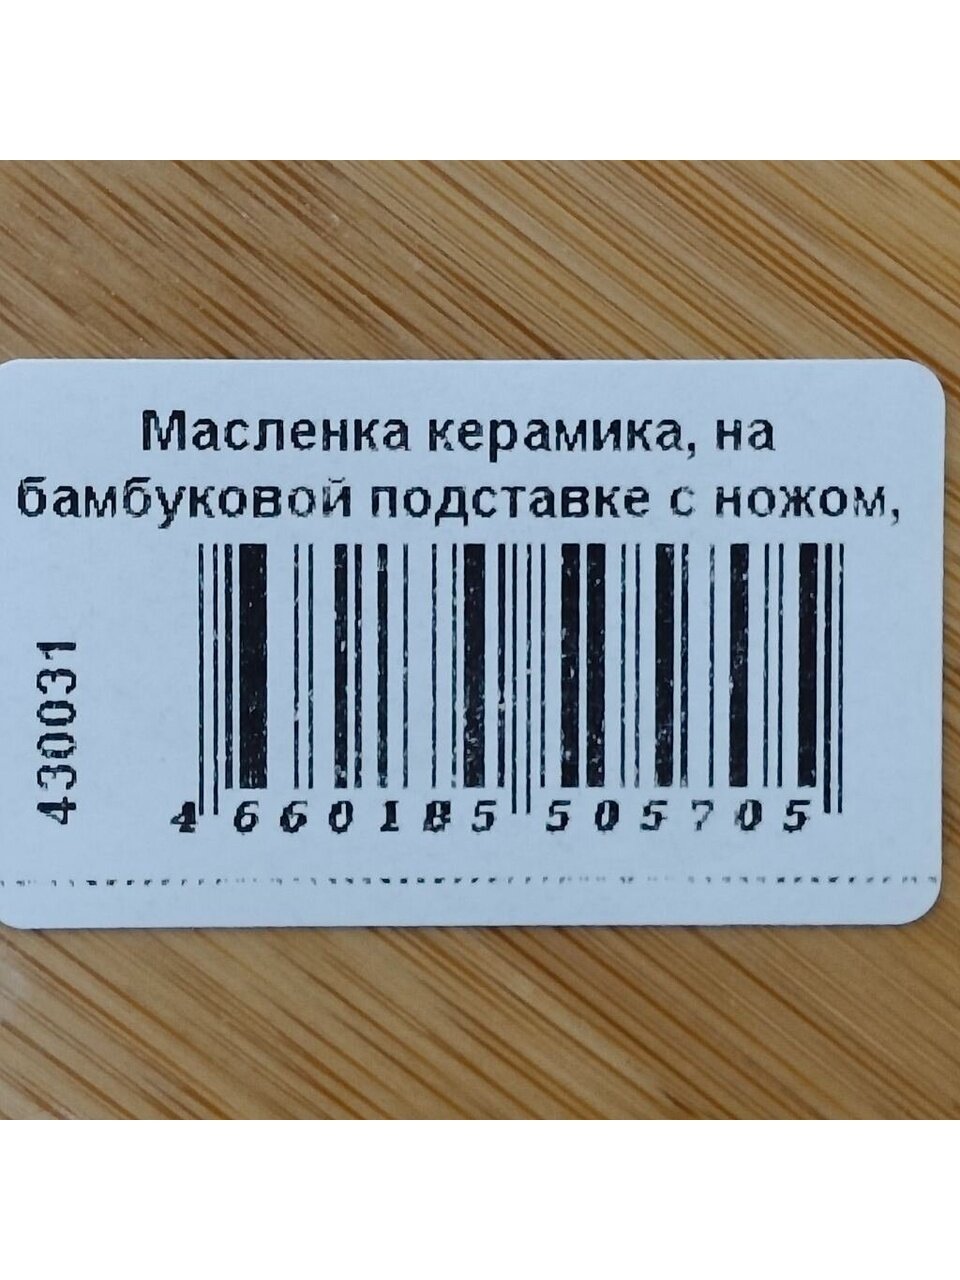 Масленка керамика, на
бамбуковой подставке с ножом,
430031
4 660185 505705